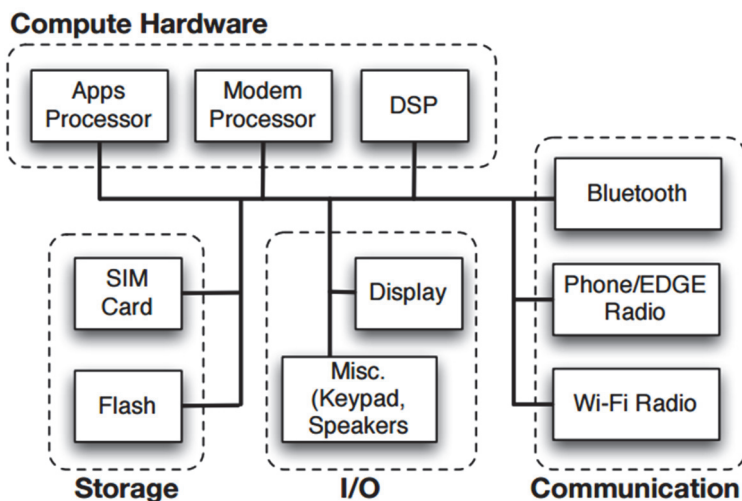 Compute Hardware
Apps
Processor
Modem
Processor
DSP
Bluetooth
SIM
Card
Display
Phone/EDGE
Radio
Flash
Misc.
(Keypad,
Speakers
Wi-Fi Radio
Storage
I/O
Communication